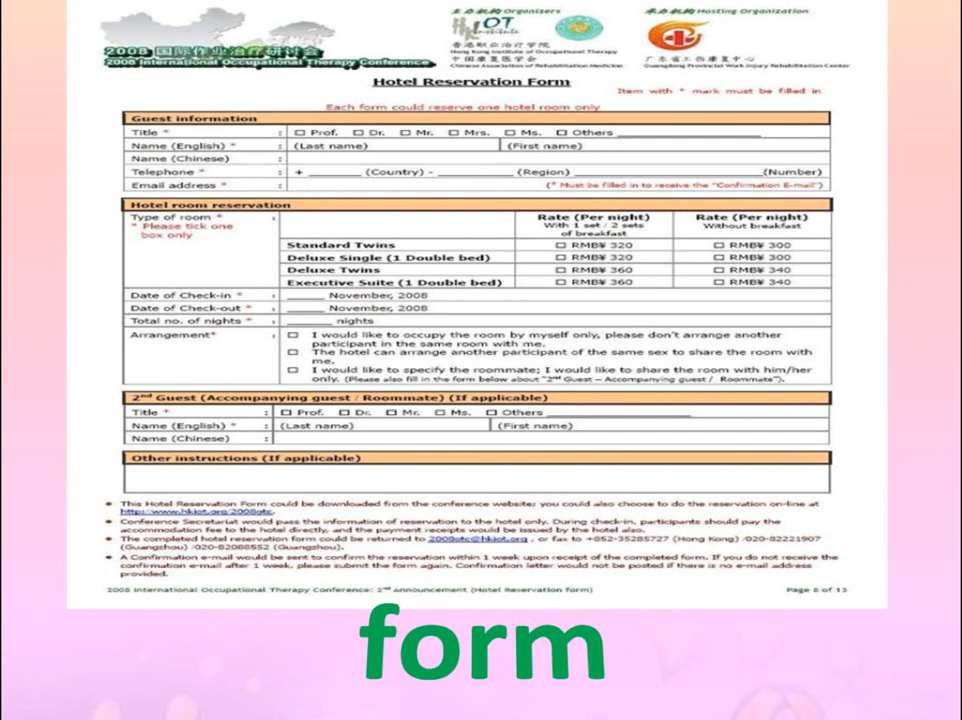 主办机构 Organizers
承办机构 Hosting Organization
HKIOT
Institute
2008 国际作业治疗研讨会
2008 International Occupational Therapy Conference
香港职业治疗学院
Hong Kong Institute of Occupational Therapy
中国康复医学会
Chinese Association of Rehabilitation Medicine
广东省工伤康复中心
Guangdong Provincial Work Injury Rehabilitation Center
Hotel Reservation Form
Item with * mark must be filled in
Each form could reserve one hotel room only
Guest information
Title * : □ Prof. □ Dr. □ Mr. □ Mrs. □ Ms. □ Others ____________
Name (English) * : (Last name) (First name)
Name (Chinese) :
Telephone * : + ______ (Country) - ________ (Region) ____________ (Number)
Email address * : (* Must be filled in to receive the "Confirmation E-mail")
Hotel room reservation
Type of room * :
* Please tick one
box only
Rate (Per night)
With 1 set / 2 sets
of breakfast
Rate (Per night)
Without breakfast
Standard Twins □ RMB¥ 320 □ RMB¥ 300
Deluxe Single (1 Double bed) □ RMB¥ 320 □ RMB¥ 300
Deluxe Twins □ RMB¥ 360 □ RMB¥ 340
Executive Suite (1 Double bed) □ RMB¥ 360 □ RMB¥ 340
Date of Check-in * : _____ November, 2008
Date of Check-out * : _____ November, 2008
Total no. of nights * : ______ nights
Arrangement* : □ I would like to occupy the room by myself only, please don't arrange another
participant in the same room with me.
□ The hotel can arrange another participant of the same sex to share the room with
me.
□ I would like to specify the roommate; I would like to share the room with him/her
only. (Please also fill in the form below about "2nd Guest – Accompanying guest / Roommate").
2nd Guest (Accompanying guest / Roommate) (If applicable)
Title * : □ Prof. □ Dr. □ Mr. □ Ms. □ Others ____________
Name (English) * : (Last name) (First name)
Name (Chinese) :
Other instructions (If applicable)
• This Hotel Reservation Form could be downloaded from the conference website; you could also choose to do the reservation on-line at
http://www.hkiot.org/2008otc.
• Conference Secretariat would pass the information of reservation to the hotel only. During check-in, participants should pay the
accommodation fee to the hotel directly, and the payment receipts would be issued by the hotel also.
• The completed hotel reservation form could be returned to 2008otc@hkiot.org , or fax to +852-35285727 (Hong Kong) /020-82221907
(Guangzhou) /020-82088552 (Guangzhou).
• A Confirmation e-mail would be sent to confirm the reservation within 1 week upon receipt of the completed form. If you do not receive the
confirmation e-mail after 1 week, please submit the form again. Confirmation letter would not be posted if there is no e-mail address
provided.
2008 International Occupational Therapy Conference: 2nd announcement (Hotel Reservation form)
Page 8 of 13
form